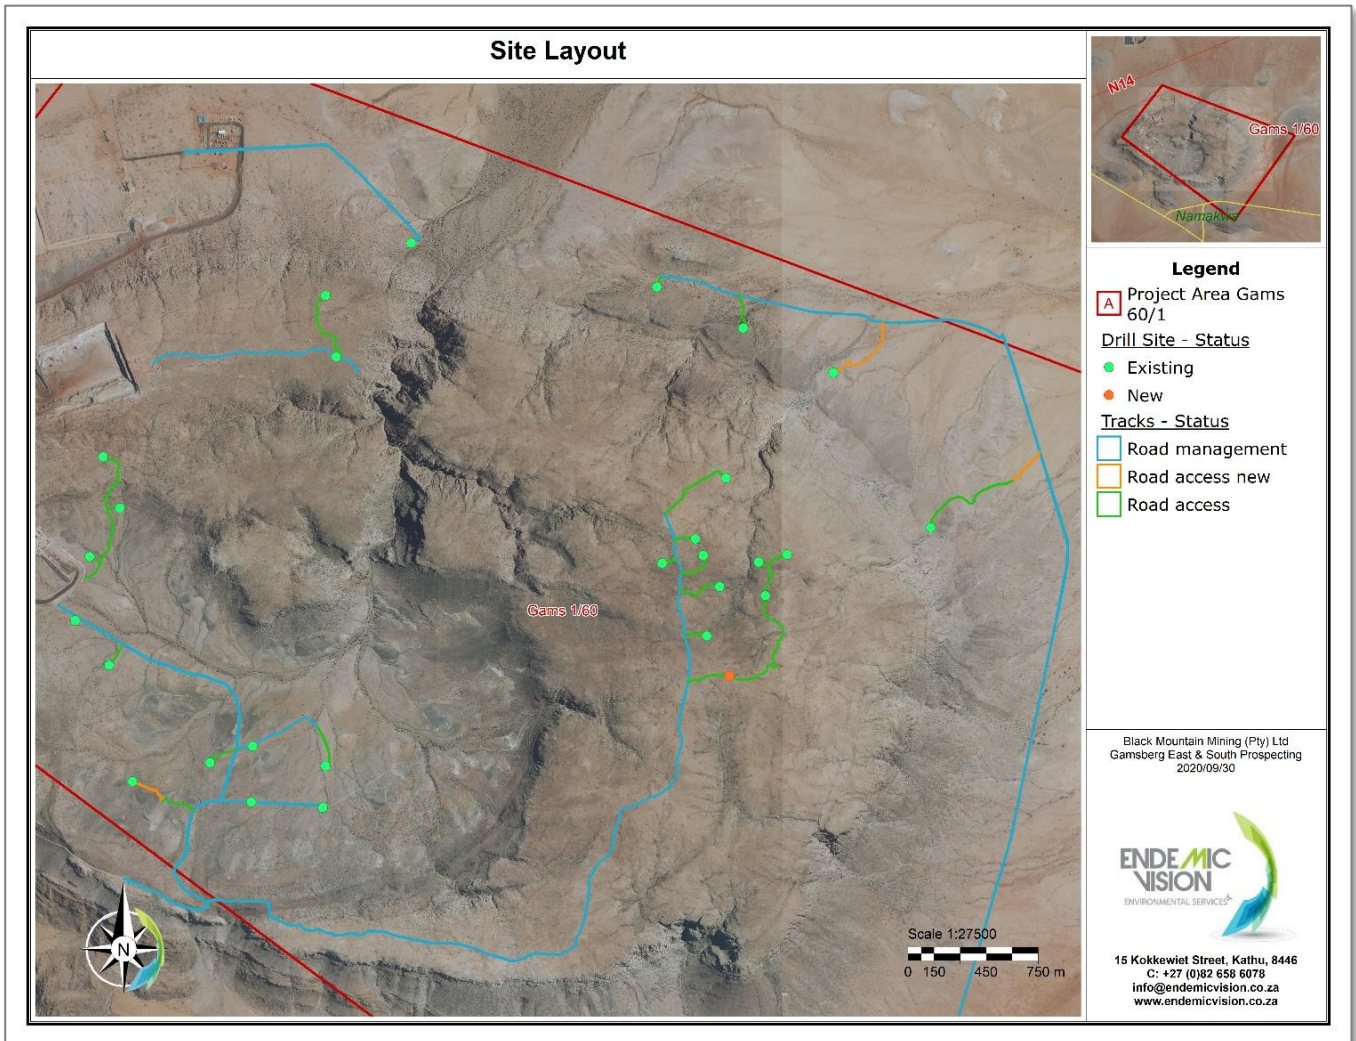 Site Layout
N14
Gams 1/60
Namakwa
Legend
A
Project Area Gams
60/1
Drill Site - Status
Existing
New
Tracks - Status
Road management
Road access new
Road access
Gams 1/60
Scale 1:27500
0 150 450 750 m
N
Black Mountain Mining (Pty) Ltd
Gamsberg East & South Prospecting
2020/09/30
ENDEMIC
VISION
ENVIRONMENTAL SERVICES
15 Kokkewiet Street, Kathu, 8446
C: +27 (0)82 658 6078
info@endemicvision.co.za
www.endemicvision.co.za